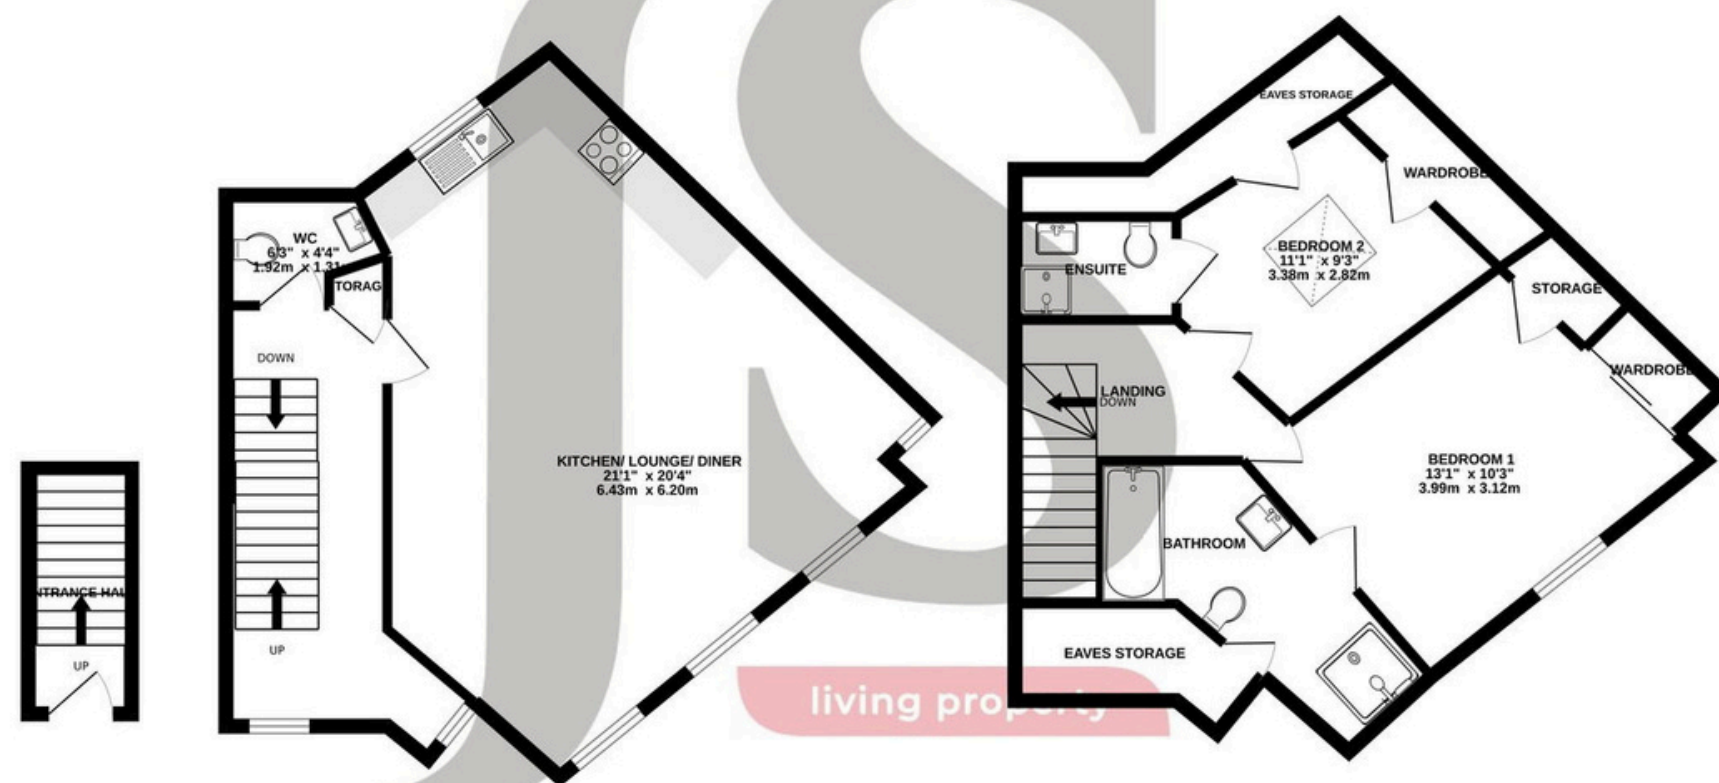 NTRANCE HAL
UP
WC
6'3" x 4'4"
1.92m x 1.31
TORAG
DOWN
UP
KITCHEN/ LOUNGE/ DINER
21'1" x 20'4"
6.43m x 6.20m
EAVES STORAGE
WARDROBE
BEDROOM 2
11'1" x 9'3"
3.38m x 2.82m
ENSUITE
STORAGE
WARDROBE
LANDING
DOWN
BEDROOM 1
13'1" x 10'3"
3.99m x 3.12m
BATHROOM
EAVES STORAGE
JS
living property